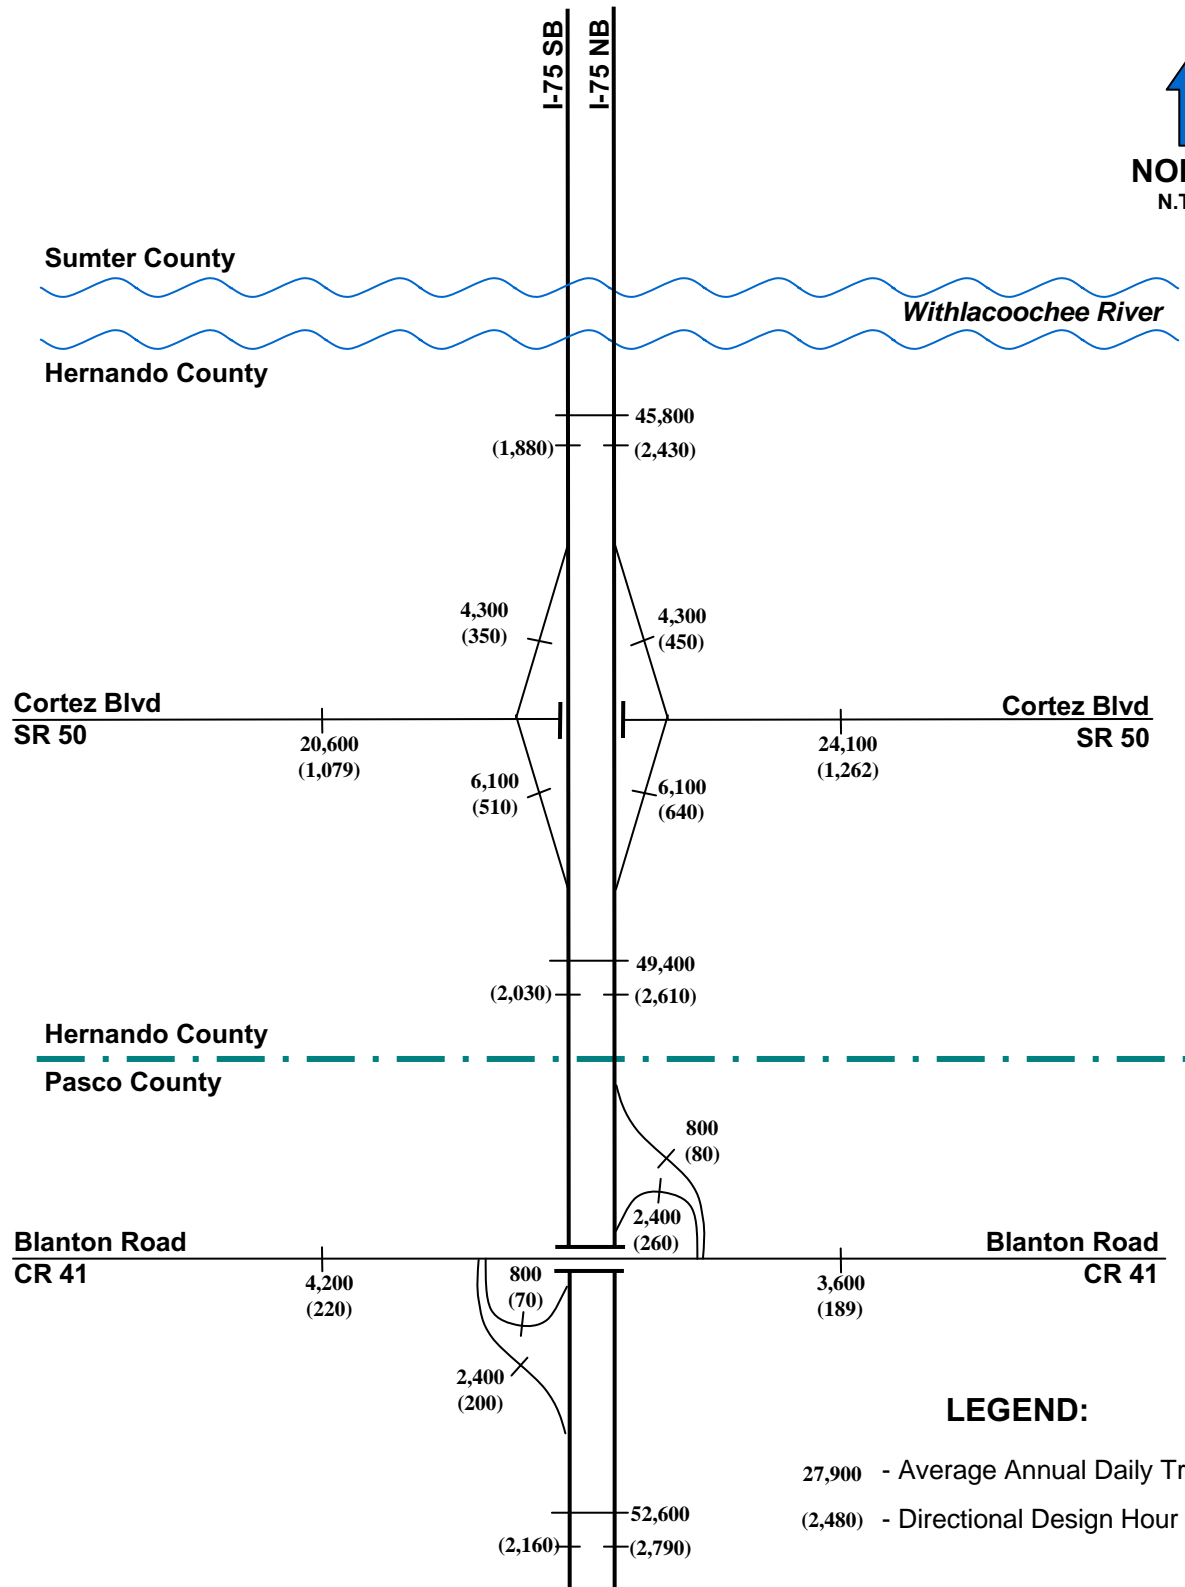 I-75 SB
I-75 NB
Sumter County
Withlacoochee River
Hernando County
45,800
(1,880)
(2,430)
4,300
(350)
4,300
(450)
Cortez Blvd
SR 50
Cortez Blvd
SR 50
20,600
(1,079)
24,100
(1,262)
6,100
(510)
6,100
(640)
49,400
(2,030)
(2,610)
Hernando County
Pasco County
800
(80)
2,400
(260)
Blanton Road
CR 41
Blanton Road
CR 41
4,200
(220)
800
(70)
3,600
(189)
2,400
(200)
LEGEND:
27,900 - Average Annual Daily
(2,480) - Directional Design Hour
52,600
(2,160)
(2,790)